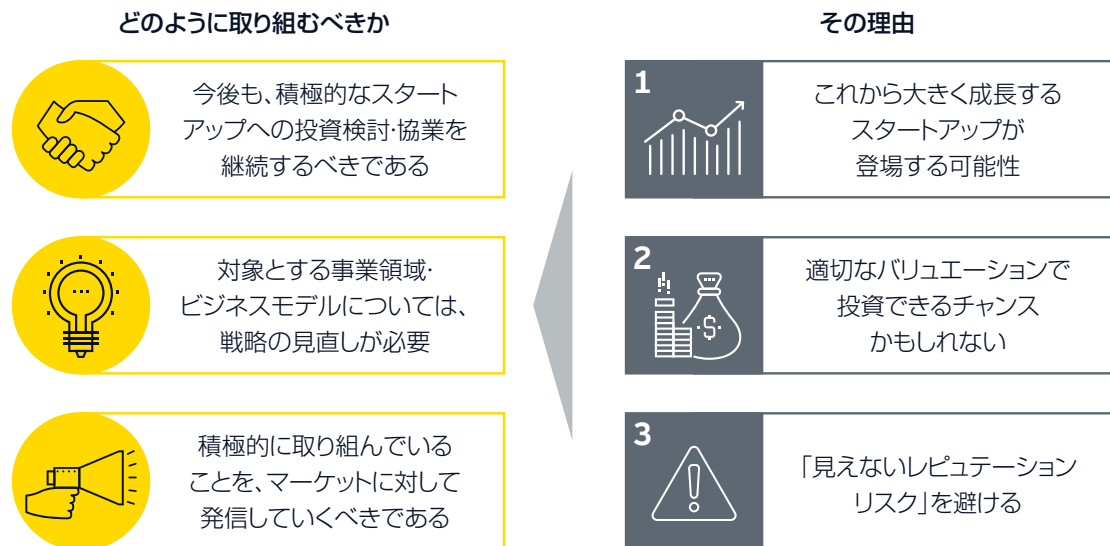 どのように取り組むべきか
今後も、積極的なスタート
アップへの投資検討・協業を
継続するべきである
対象とする事業領域・
ビジネスモデルについては、
戦略の見直しが必要
積極的に取り組んでいる
ことを、マーケットに対して
発信していくべきである
その理由
1
これから大きく成長する
スタートアップが
登場する可能性
2
適切なバリュエーションで
投資できるチャンス
かもしれない
$
3
「見えないレピュテーション
リスク」を避ける